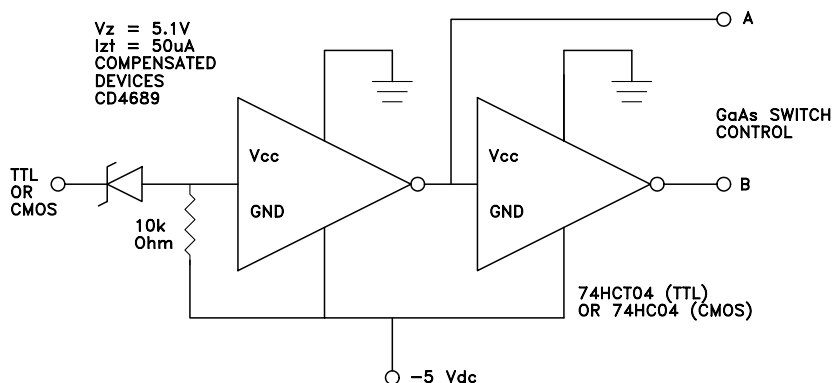 Vz = 5.1V
Izt = 50uA
COMPENSATED
DEVICES
CD4689
A
GaAs SWITCH
CONTROL
Vcc
Vcc
TTL
OR
CMOS
B
GND
GND
10k
Ohm
74HCT04 (TTL)
OR 74HC04 (CMOS)
-5 Vdc